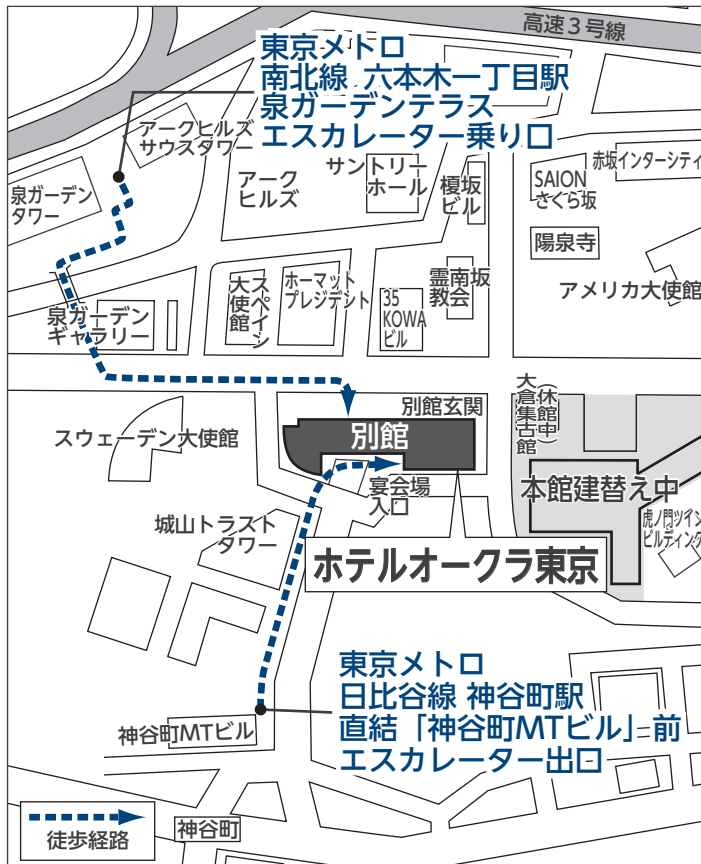 高速3号線
東京メトロ
南北線 六本木一丁目駅
泉ガーデンテラス
エスカレーター乗り口
アークヒルズ
サウスタワー
泉ガーデン
タワー
アーク
ヒルズ
サントリー
ホール
榎坂
ビル
SAION
さくら坂
赤坂インターシティ
陽泉寺
アメリカ大使館
泉ガーデン
ギャラリー
スペイン
大使館
ホーマット
プレジデント
35
KOWA
ビル
霊南坂
教会
スウェーデン大使館
別館玄関
別館
宴会場
入口
大倉集古館
(休館中)
本館建替え中
虎ノ門ツイン
ビルディング
城山トラスト
タワー
ホテルオークラ東京
東京メトロ
日比谷線 神谷町駅
直結「神谷町MTビル」前
エスカレーター出口
神谷町MTビル
神谷町
徒歩経路